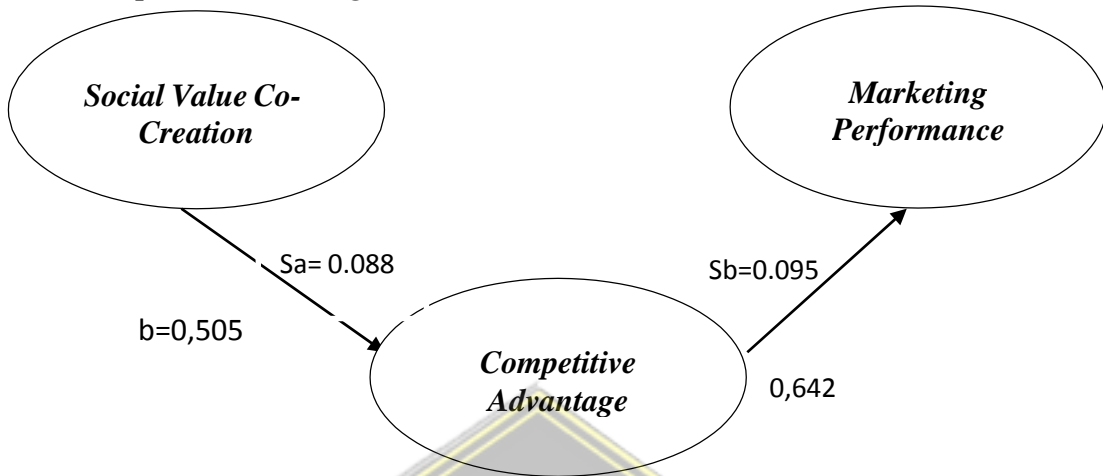 Social Value Co-
Creation
Marketing
Performance
Sa= 0.088
Sb=0.095
b=0,505
Competitive
Advantage
0,642